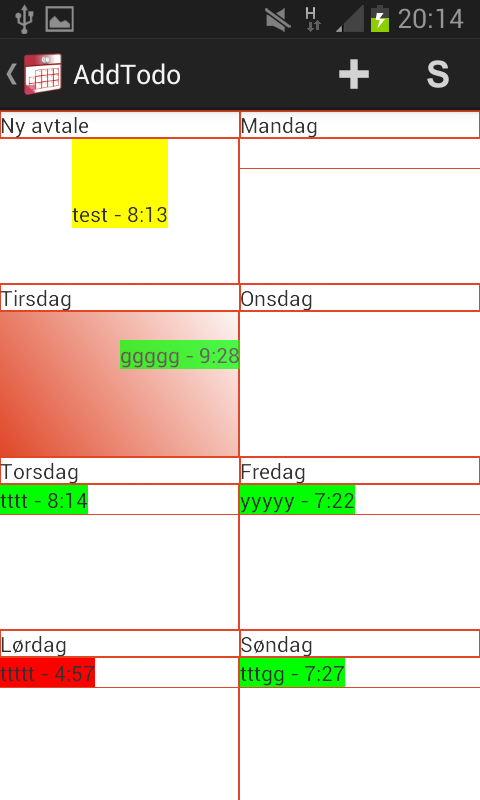 H 20:14
AddTodo S
Ny avtale
Mandag
test - 8:13
Tirsdag
Onsdag
ggggg - 9:28
Torsdag
Fredag
tttt - 8:14
yyyyy - 7:22
Lørdag
Søndag
ttttt - 4:57
tttgg - 7:27